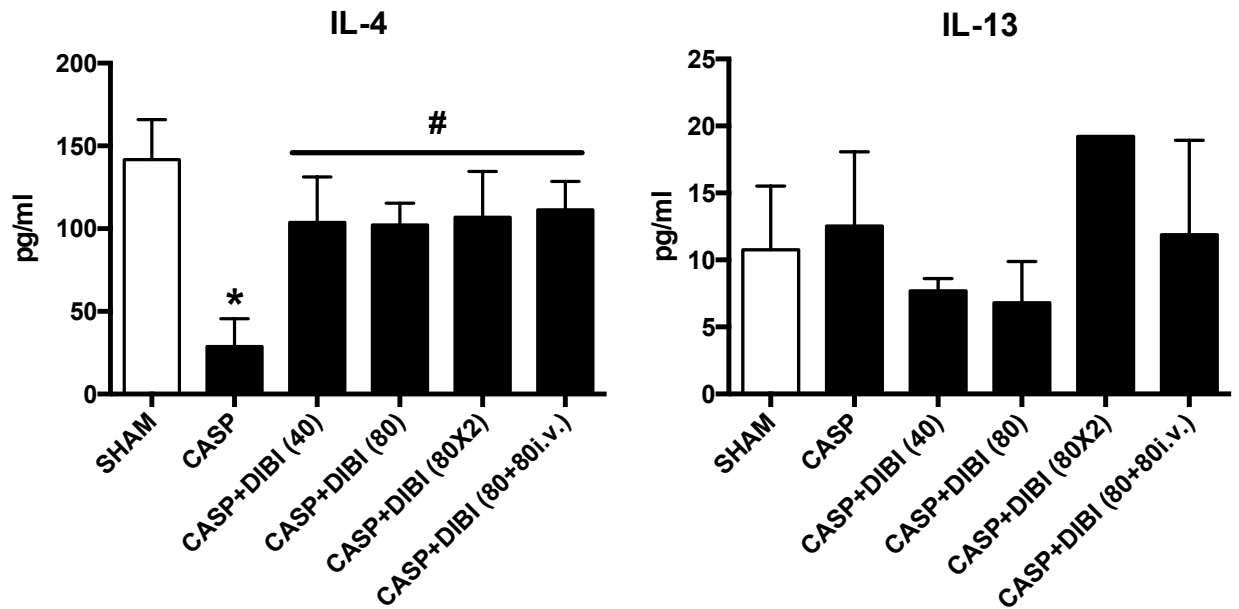 IL-4
pg/ml
200
150
100
50
0
#
*
SHAM
CASP
CASP+DIBI (40)
CASP+DIBI (80)
CASP+DIBI (80X2)
CASP+DIBI (80+80i.v.)
IL-13
pg/ml
25
20
15
10
5
0
SHAM
CASP
CASP+DIBI (40)
CASP+DIBI (80)
CASP+DIBI (80X2)
CASP+DIBI (80+80i.v.)